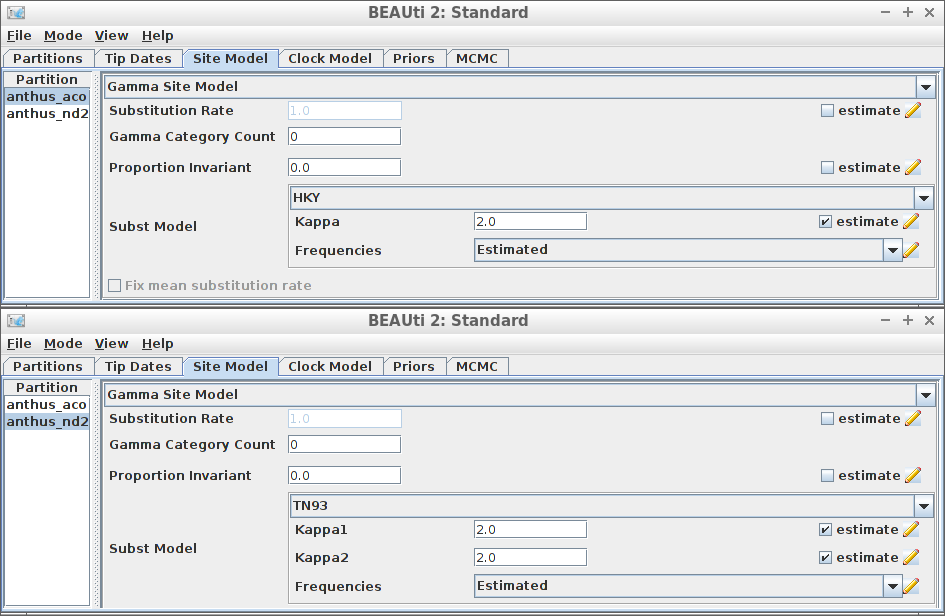 BEAUti 2: Standard
File Mode View Help
Partitions Tip Dates Site Model Clock Model Priors MCMC
Partition
anthus_aco
anthus_nd2
Gamma Site Model
Substitution Rate 1.0 estimate
Gamma Category Count 0
Proportion Invariant 0.0 estimate
HKY
Subst Model
Kappa 2.0 estimate
Frequencies Estimated
Fix mean substitution rate
BEAUti 2: Standard
File Mode View Help
Partitions Tip Dates Site Model Clock Model Priors MCMC
Partition
anthus_aco
anthus_nd2
Gamma Site Model
Substitution Rate 1.0 estimate
Gamma Category Count 0
Proportion Invariant 0.0 estimate
TN93
Subst Model
Kappa1 2.0 estimate
Kappa2 2.0 estimate
Frequencies Estimated